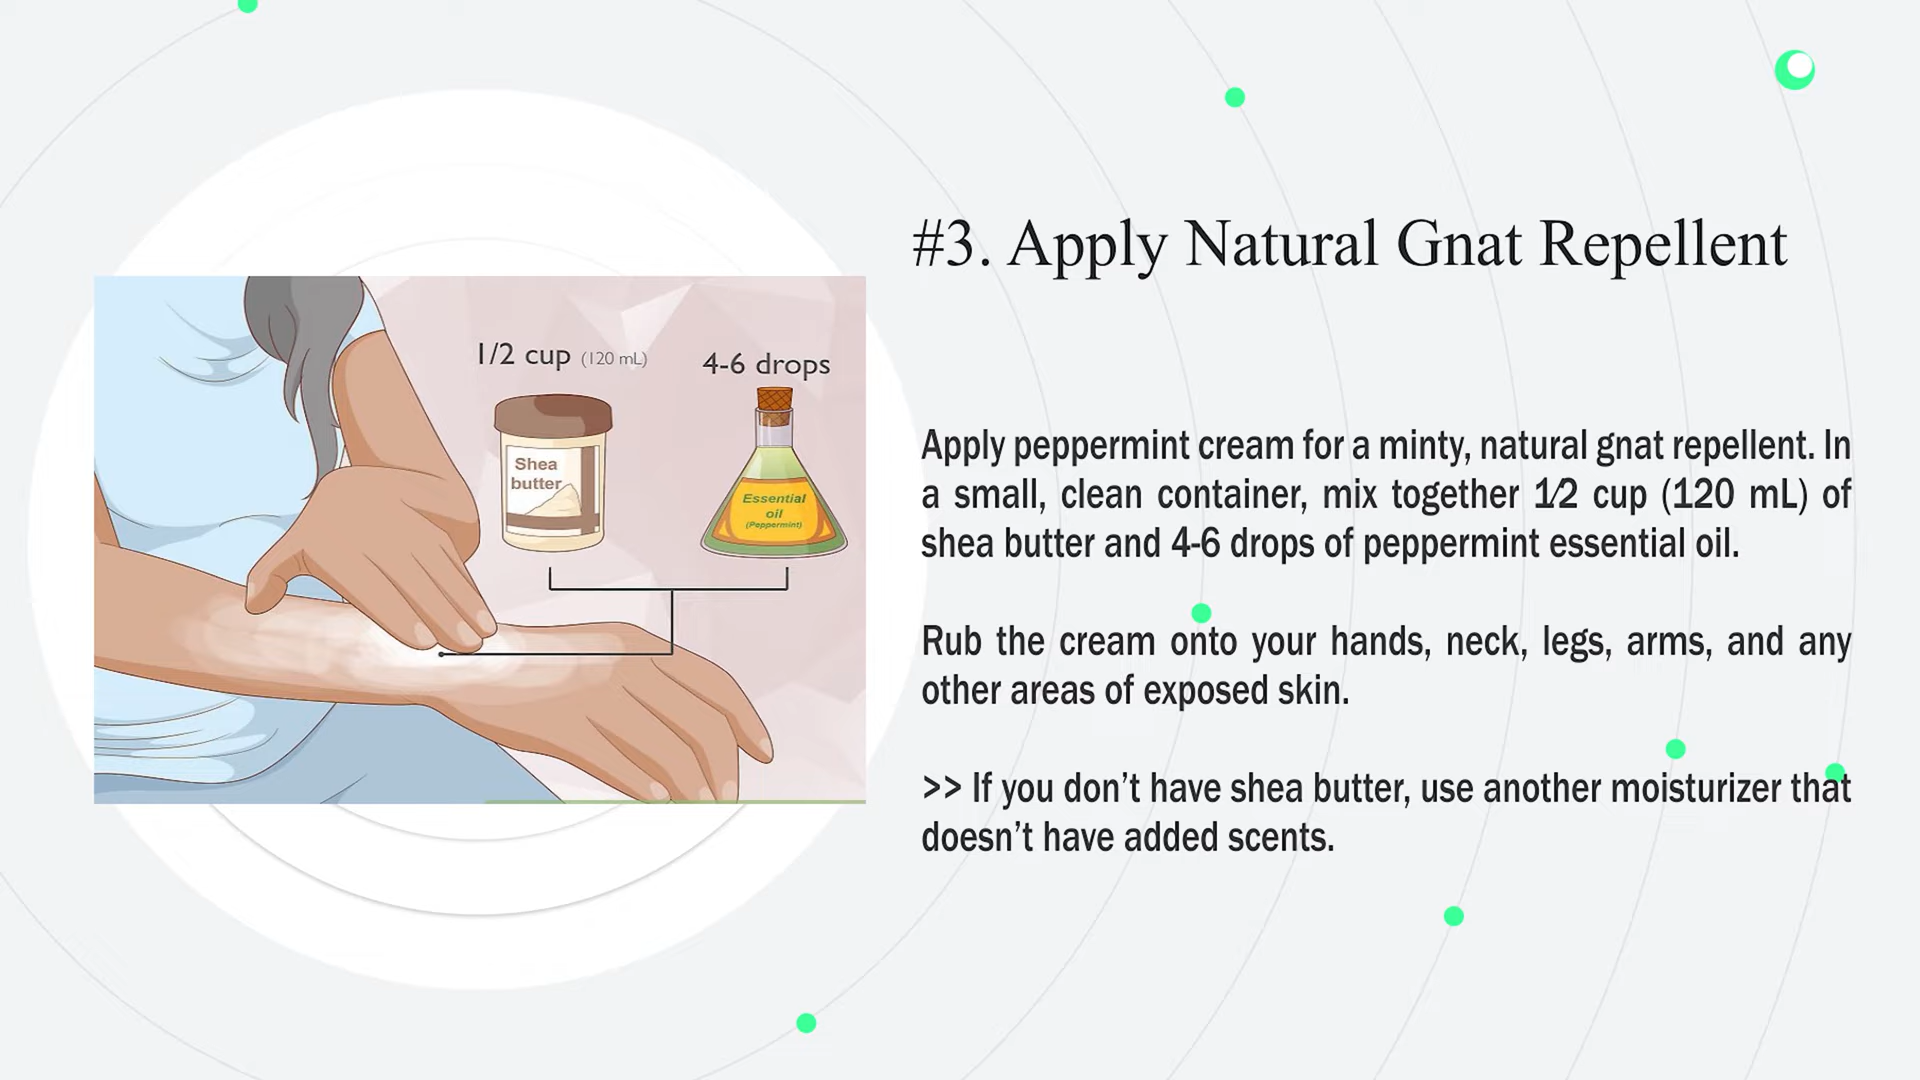 #3. Apply Natural Gnat Repellent
1/2 cup (120 mL)
4-6 drops
Shea
butter
Essential
oil
(Peppermint)
Apply peppermint cream for a minty, natural gnat repellent. In
a small, clean container, mix together 1⁄2 cup (120 mL) of
shea butter and 4-6 drops of peppermint essential oil.
Rub the cream onto your hands, neck, legs, arms, and any
other areas of exposed skin.
>> If you don’t have shea butter, use another moisturizer that
doesn’t have added scents.